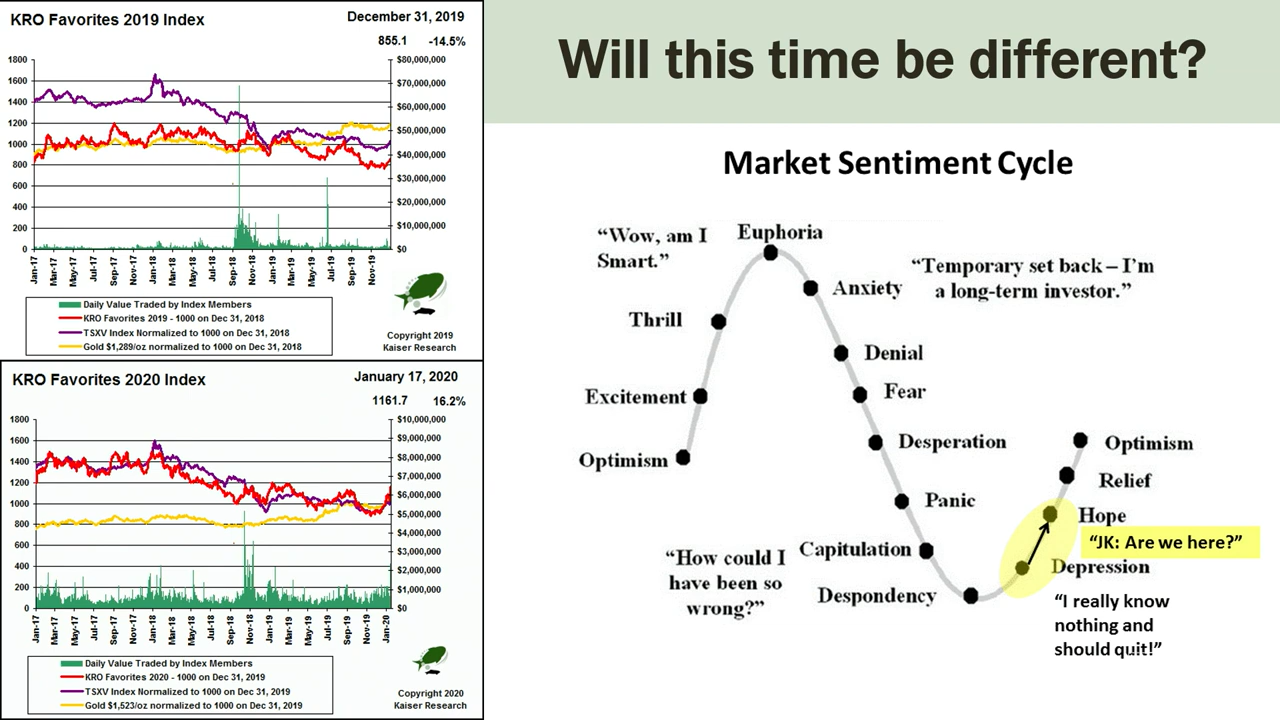 KRO Favorites 2019 Index
December 31, 2019
855.1 -14.5%
1800
1600
1400
1200
1000
800
600
400
200
0
$80,000,000
$70,000,000
$60,000,000
$50,000,000
$40,000,000
$30,000,000
$20,000,000
$10,000,000
$0
Jan-17
Mar-17
May-17
Jul-17
Sep-17
Nov-17
Jan-18
Mar-18
May-18
Jul-18
Sep-18
Nov-18
Jan-19
Mar-19
May-19
Jul-19
Sep-19
Nov-19
Daily Value Traded by Index Members
KRO Favorites 2019 - 1000 on Dec 31, 2018
TSXV Index Normalized to 1000 on Dec 31, 2018
Gold $1,289/oz normalized to 1000 on Dec 31, 2018
Copyright 2019
Kaiser Research
KRO Favorites 2020 Index
January 17, 2020
1161.7 16.2%
1800
1600
1400
1200
1000
800
600
400
200
0
$10,000,000
$9,000,000
$8,000,000
$7,000,000
$6,000,000
$5,000,000
$4,000,000
$3,000,000
$2,000,000
$1,000,000
$0
Jan-17
Mar-17
May-17
Jul-17
Sep-17
Nov-17
Jan-18
Mar-18
May-18
Jul-18
Sep-18
Nov-18
Jan-19
Mar-19
May-19
Jul-19
Sep-19
Nov-19
Jan-20
Daily Value Traded by Index Members
KRO Favorites 2020 - 1000 on Dec 31, 2019
TSXV Index Normalized to 1000 on Dec 31, 2019
Gold $1,523/oz normalized to 1000 on Dec 31, 2019
Copyright 2020
Kaiser Research
Will this time be different?
Market Sentiment Cycle
“Wow, am I
Smart.”
Euphoria
“Temporary set back – I’m
a long-term investor.”
Anxiety
Thrill
Denial
Fear
Excitement
Desperation
Optimism
Optimism
Relief
Panic
Hope
“JK: Are we here?”
Capitulation
“How could I
have been so
wrong?”
Depression
Despondency
“I really know
nothing and
should quit!”